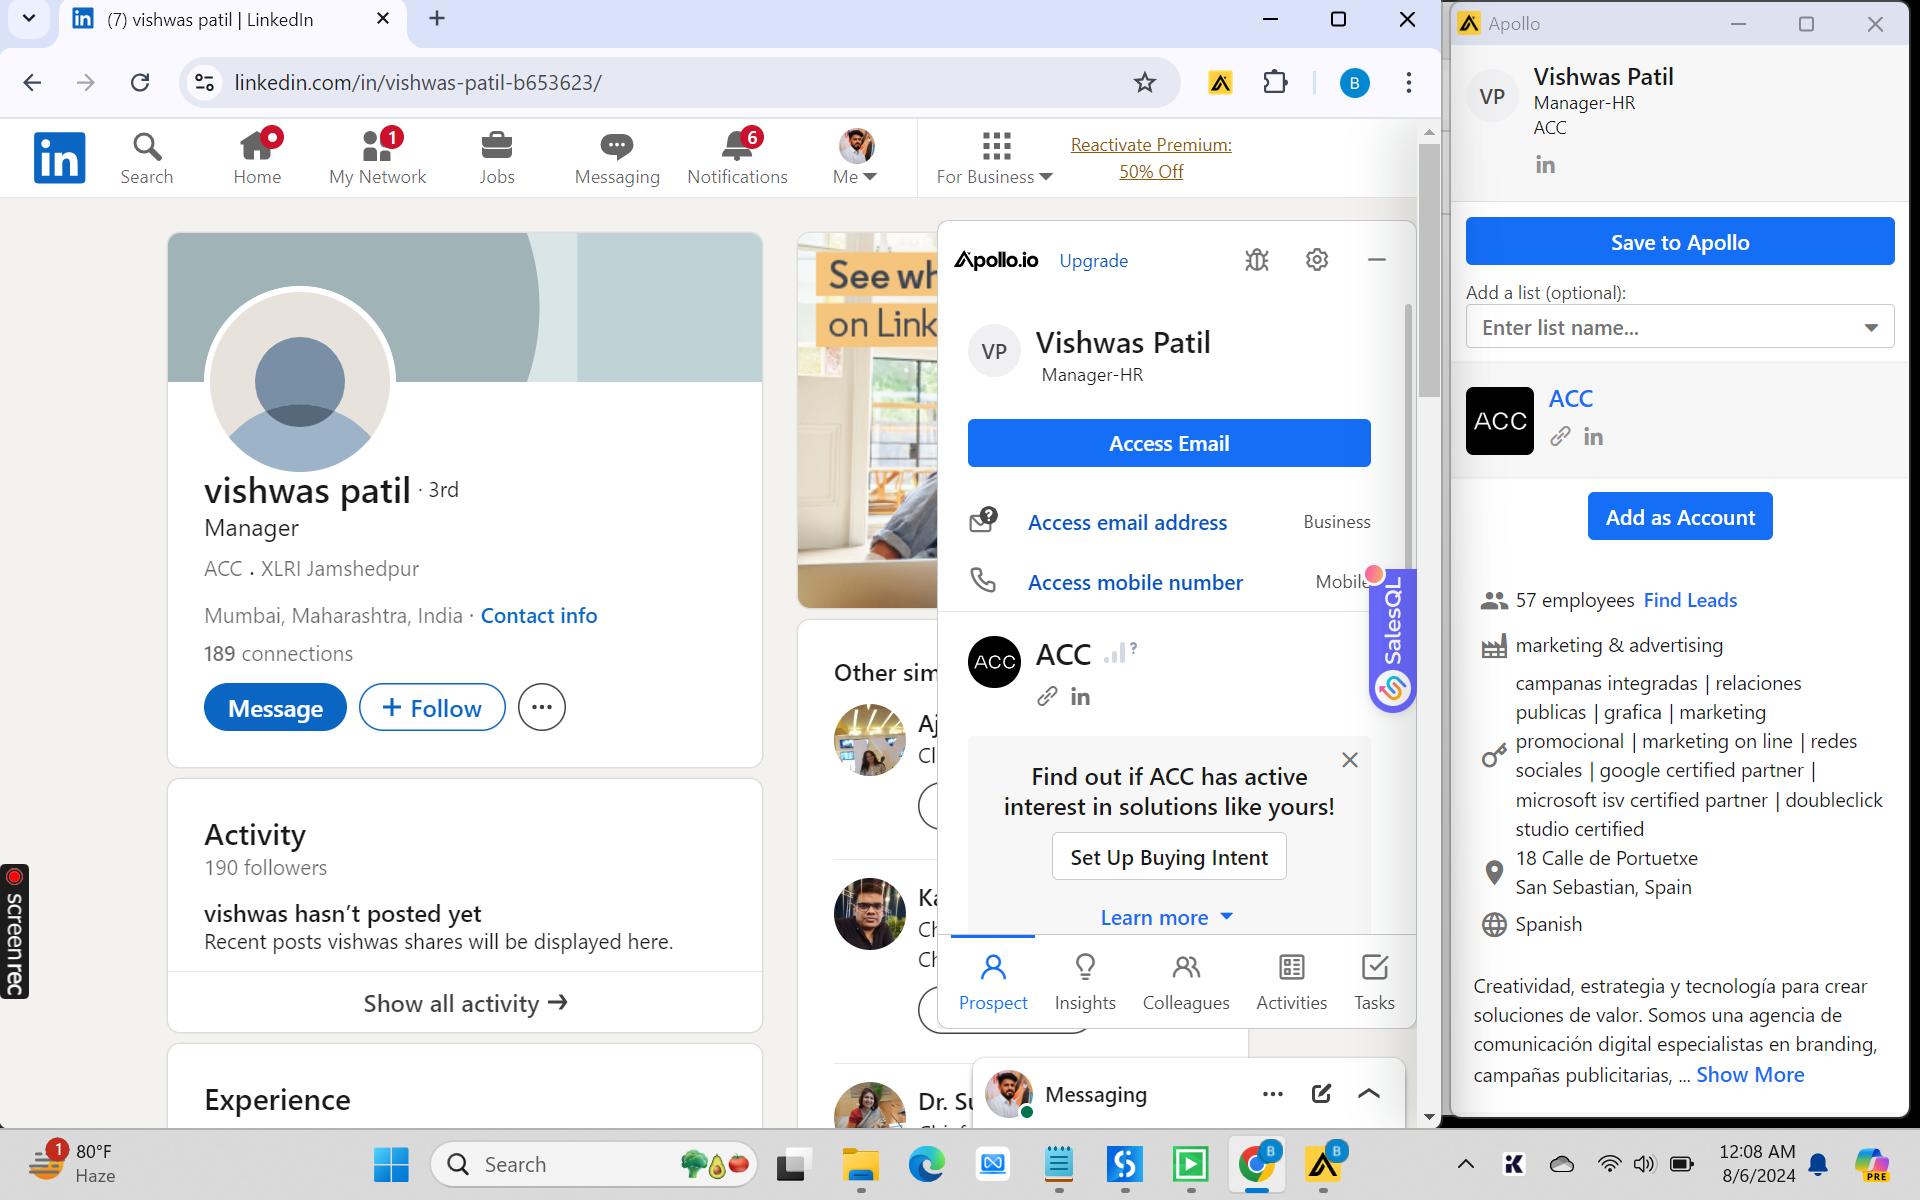 (7) vishwas patil | LinkedIn
linkedin.com/in/vishwas-patil-b653623/
B
in
Search
Home
1
My Network
Jobs
Messaging
6
Notifications
Me
For Business
Reactivate Premium:
50% Off
vishwas patil · 3rd
Manager
ACC . XLRI Jamshedpur
Mumbai, Maharashtra, India · Contact info
189 connections
Message
+ Follow
Activity
190 followers
vishwas hasn’t posted yet
Recent posts vishwas shares will be displayed here.
Show all activity →
Experience
See wh
on Link
Other sim
Aj
Cl
Ka
Ch
Ch
Dr. Su
Apollo.io
Upgrade
VP
Vishwas Patil
Manager-HR
Access Email
Access email address
Business
Access mobile number
Mobile
SalesQL
ACC
ACC
?
in
Find out if ACC has active
interest in solutions like yours!
Set Up Buying Intent
Learn more
Prospect
Insights
Colleagues
Activities
Tasks
Messaging
Apollo
VP
Vishwas Patil
Manager-HR
ACC
in
Save to Apollo
Add a list (optional):
Enter list name...
ACC
ACC
in
Add as Account
57 employees Find Leads
marketing & advertising
campanas integradas | relaciones
publicas | grafica | marketing
promocional | marketing on line | redes
sociales | google certified partner |
microsoft isv certified partner | doubleclick
studio certified
18 Calle de Portuetxe
San Sebastian, Spain
Spanish
Creatividad, estrategia y tecnología para crear
soluciones de valor. Somos una agencia de
comunicación digital especialistas en branding,
campañas publicitarias, ... Show More
screen rec
1
80°F
Haze
Search
B
B
12:08 AM
8/6/2024
PRE